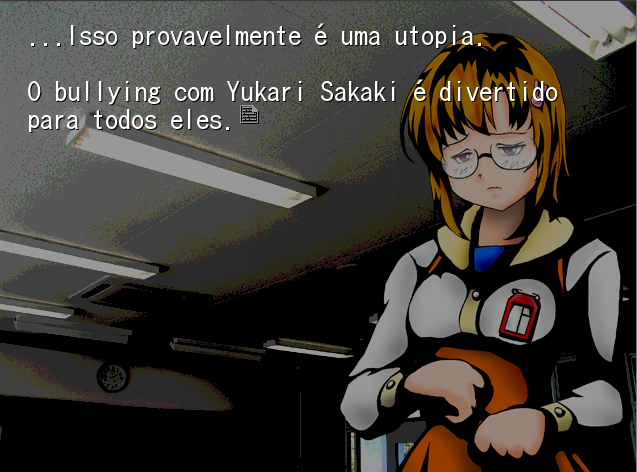 ...Isso provavelmente é uma utopia.
O bullying com Yukari Sakaki é divertido
para todos eles.